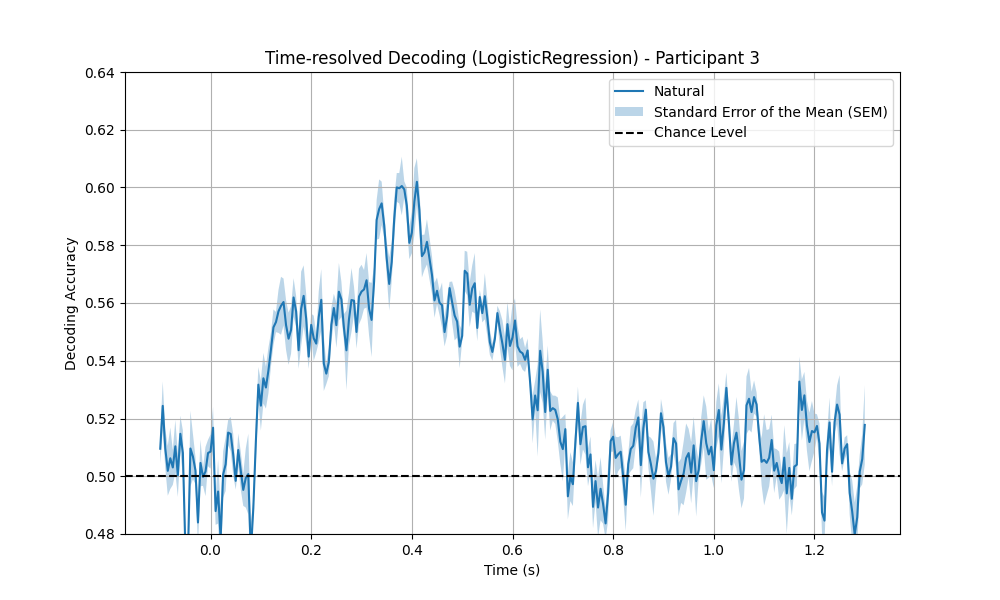 Time-resolved Decoding (LogisticRegression) - Participant 3
Natural
Standard Error of the Mean (SEM)
Chance Level
Decoding Accuracy
0.64
0.62
0.60
0.58
0.56
0.54
0.52
0.50
0.48
0.0 0.2 0.4 0.6 0.8 1.0 1.2
Time (s)